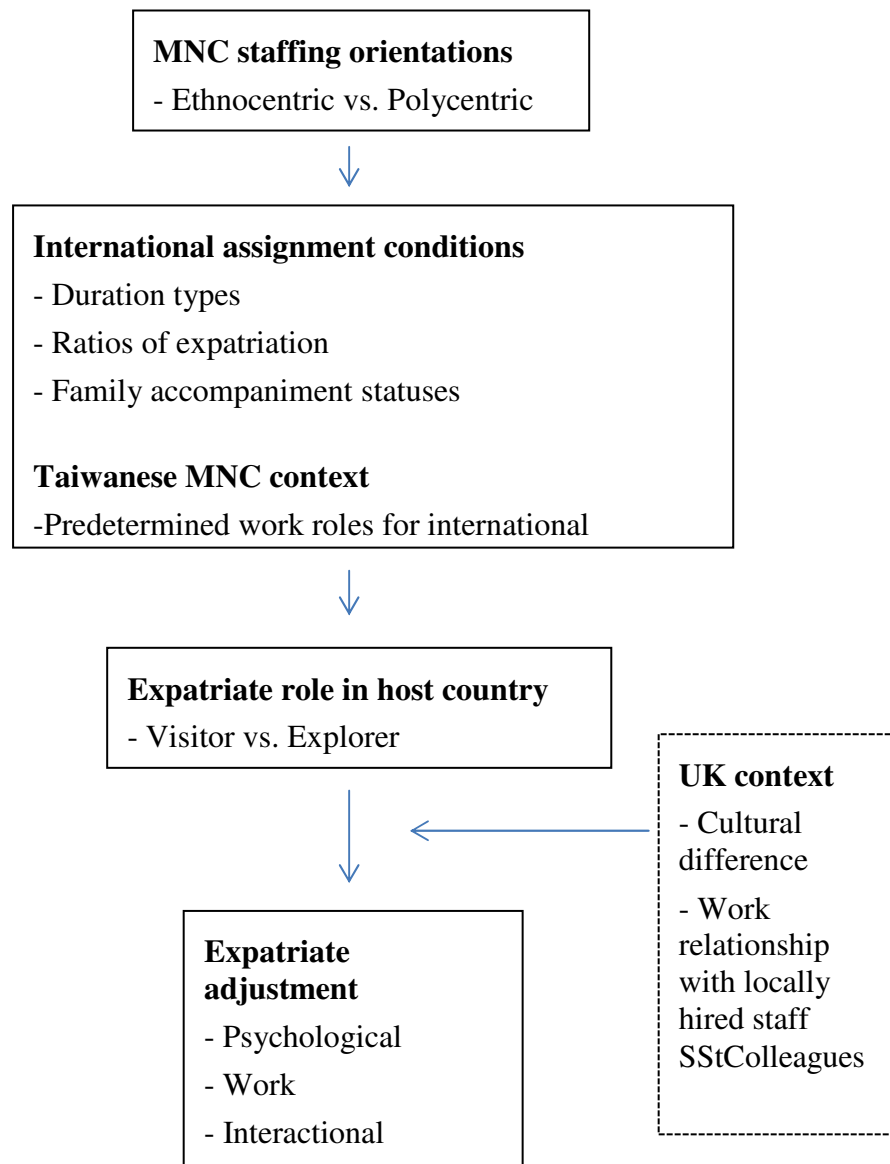 MNC staffing orientations
- Ethnocentric vs. Polycentric
International assignment conditions
- Duration types
- Ratios of expatriation
- Family accompaniment statuses
Taiwanese MNC context
-Predetermined work roles for international
Expatriate role in host country
- Visitor vs. Explorer
UK context
- Cultural
difference
- Work
relationship
with locally
hired staff
SStColleagues
Expatriate
adjustment
- Psychological
- Work
- Interactional